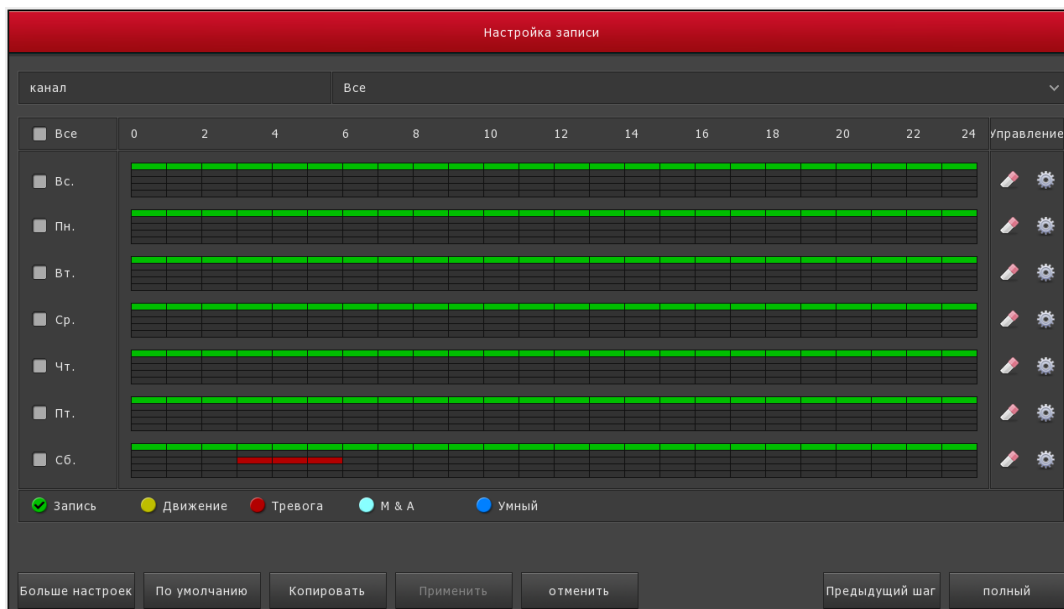 Настройка записи
канал Все
Все 0 2 4 6 8 10 12 14 16 18 20 22 24 Управление
Вс.
Пн.
Вт.
Ср.
Чт.
Пт.
Сб.
Запись Движение Тревога M & A Умный
Больше настроек По умолчанию Копировать Применить отменить Предыдущий шаг полный